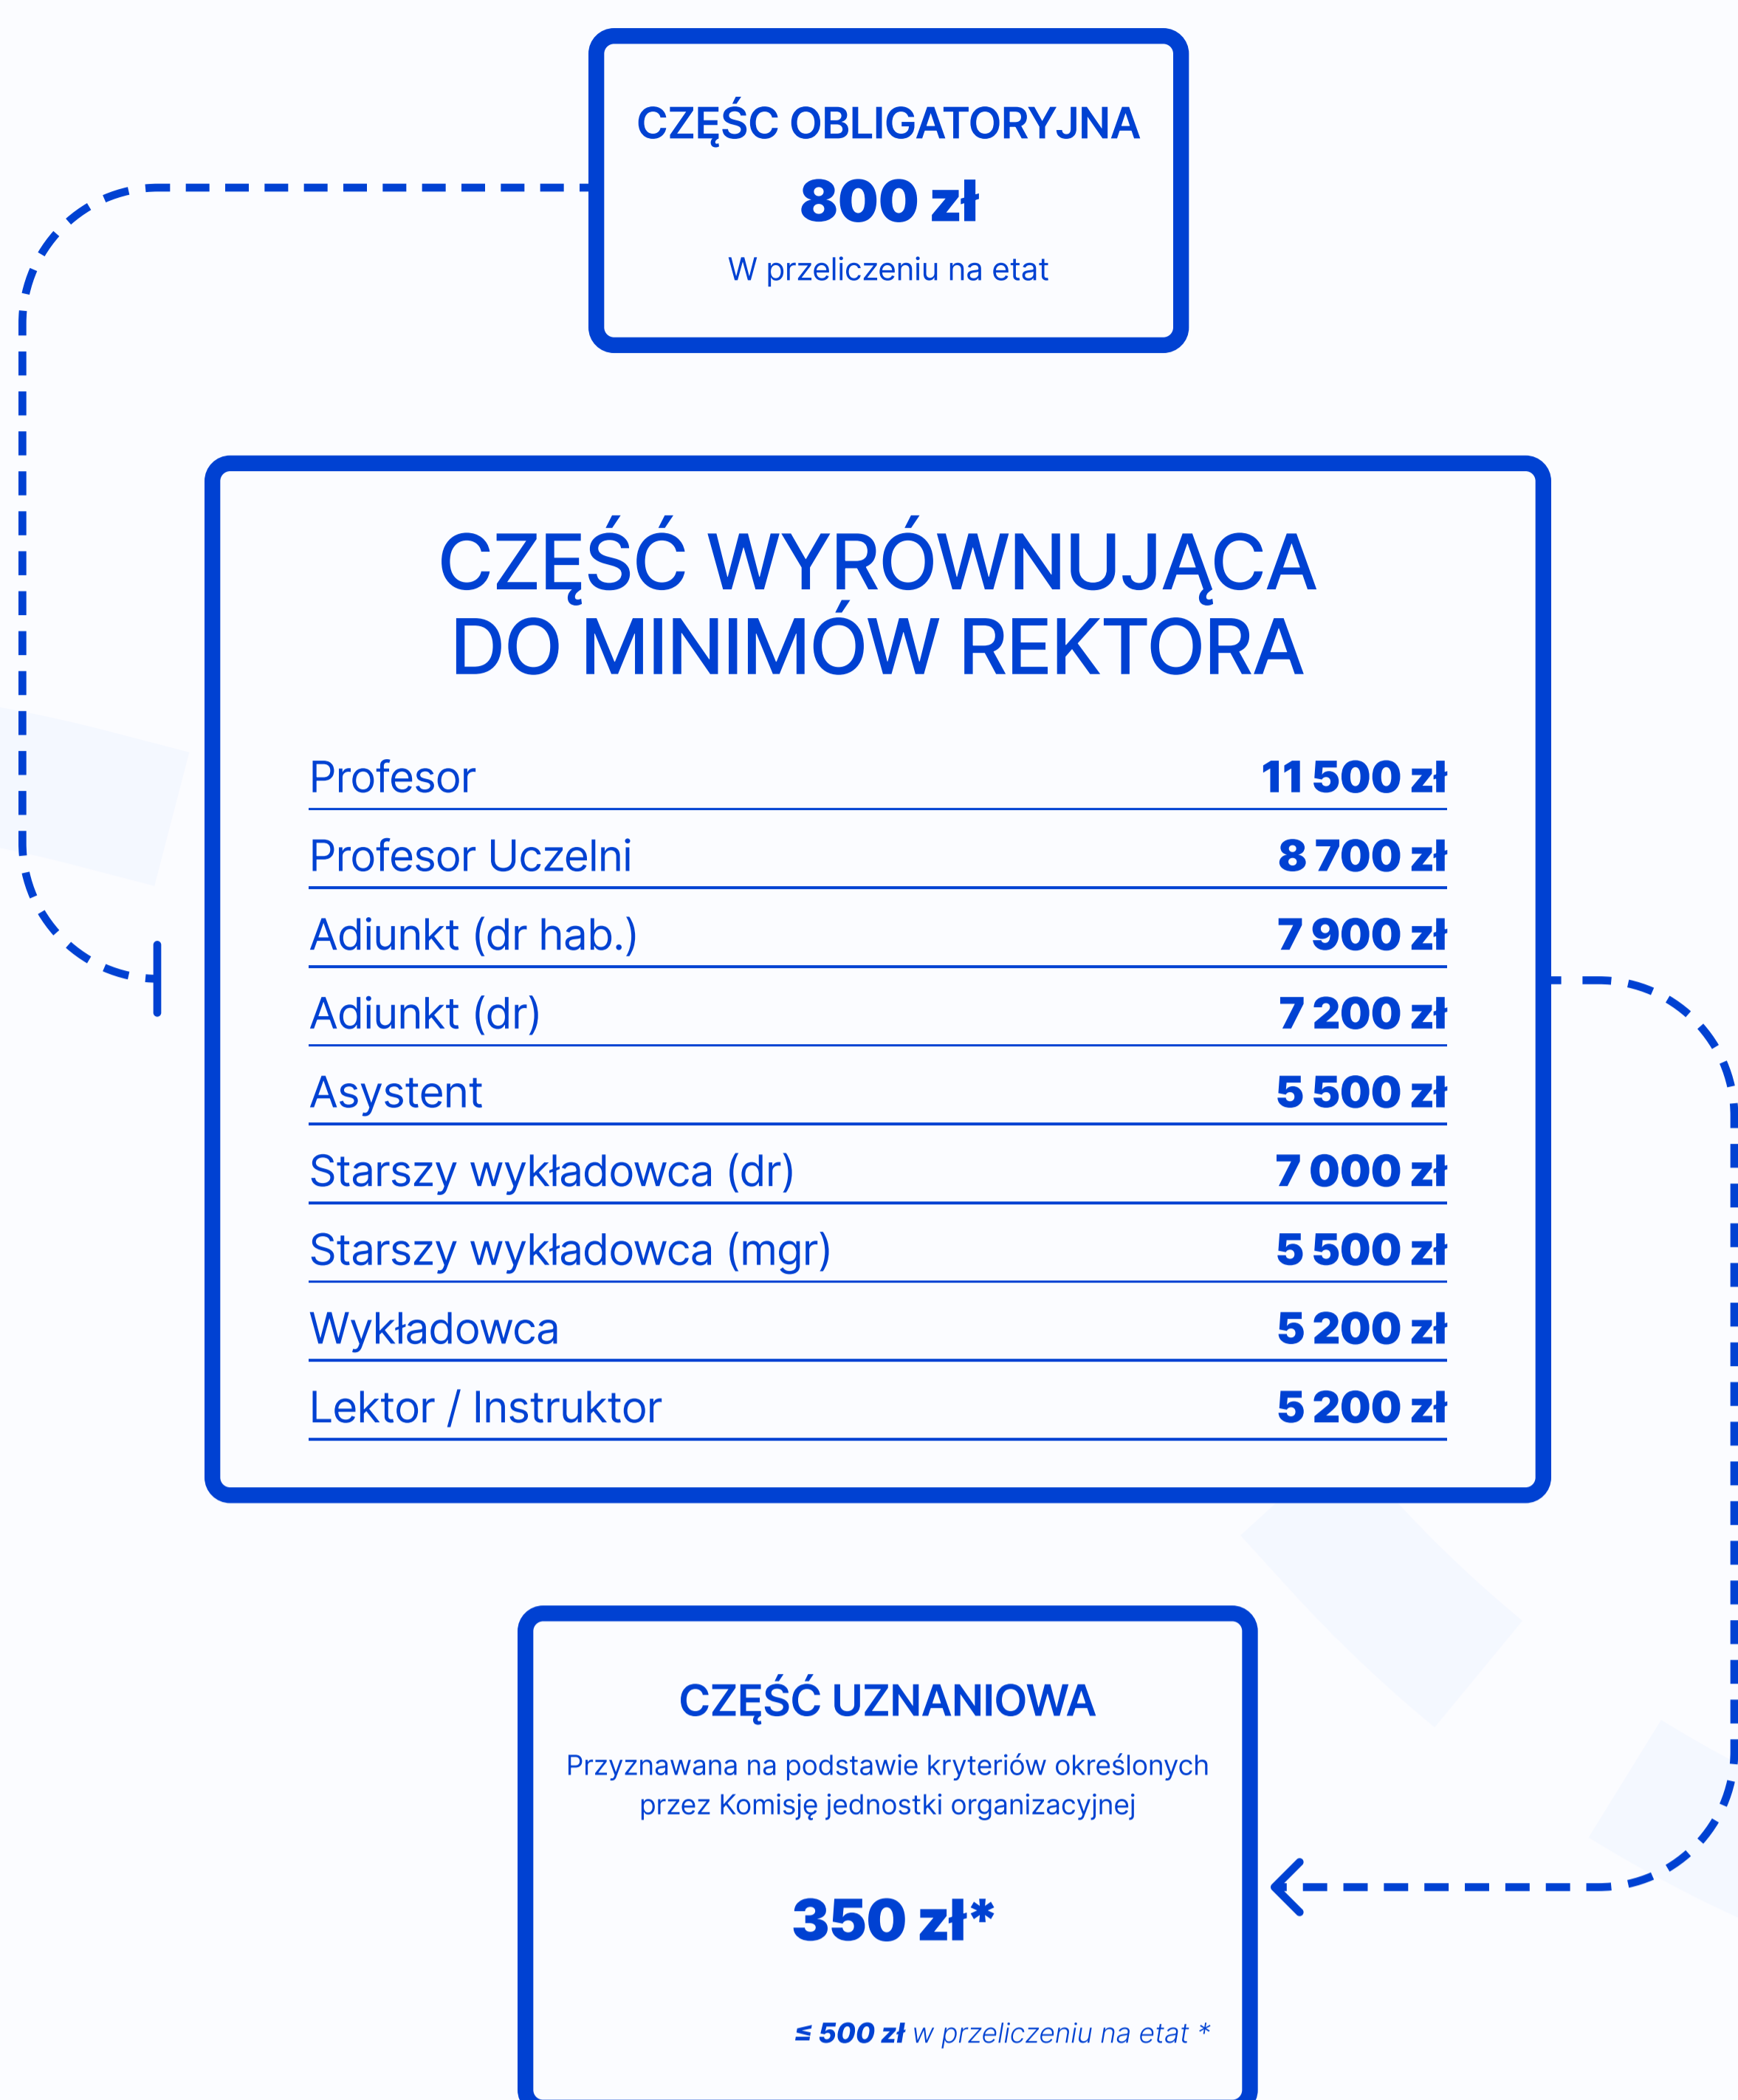 CZĘŚC OBLIGATORYJNA
800 zł
W przeliczeniu na etat
CZĘŚĆ WYRÓWNUJĄCA
DO MINIMÓW REKTORA
Profesor 11 500 zł
Profesor Uczelni 8 700 zł
Adiunkt (dr hab.) 7 900 zł
Adiunkt (dr) 7 200 zł
Asystent 5 500 zł
Starszy wykładowca (dr) 7 000 zł
Starszy wykładowca (mgr) 5 500 zł
Wykładowca 5 200 zł
Lektor / Instruktor 5 200 zł
CZĘŚĆ UZNANIOWA
Przyznawana na podstawie kryteriów określonych
przez Komisję jednostki organizacyjnej
350 zł*
≤ 500 zł w przeliczeniu na etat *